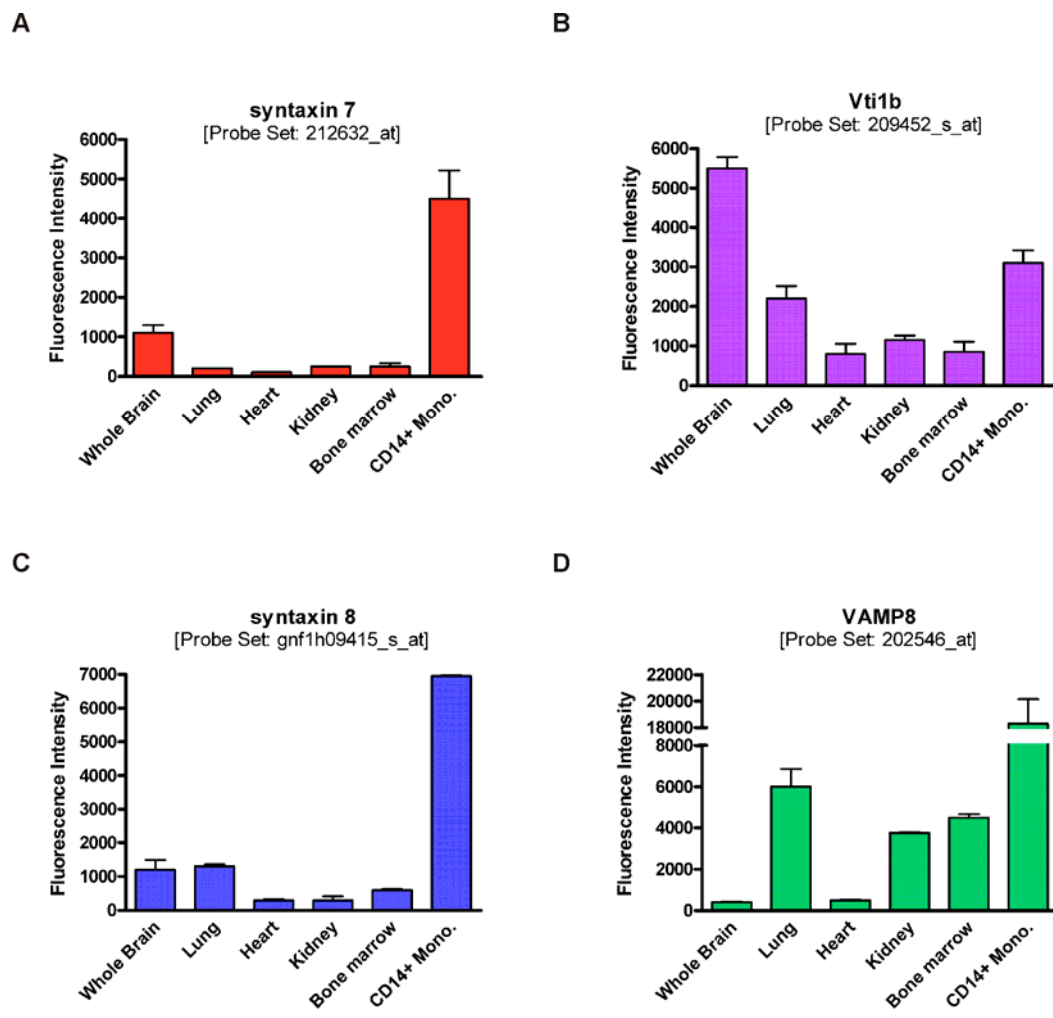 A
syntaxin 7
[Probe Set: 212632_at]
Fluorescence Intensity
6000
5000
4000
3000
2000
1000
0
Whole Brain
Lung
Heart
Kidney
Bone marrow
CD14+ Mono.
B
Vti1b
[Probe Set: 209452_s_at]
Fluorescence Intensity
6000
5000
4000
3000
2000
1000
0
Whole Brain
Lung
Heart
Kidney
Bone marrow
CD14+ Mono.
C
syntaxin 8
[Probe Set: gnf1h09415_s_at]
Fluorescence Intensity
7000
6000
5000
4000
3000
2000
1000
0
Whole Brain
Lung
Heart
Kidney
Bone marrow
CD14+ Mono.
D
VAMP8
[Probe Set: 202546_at]
Fluorescence Intensity
22000
20000
18000
8000
6000
4000
2000
0
Whole Brain
Lung
Heart
Kidney
Bone marrow
CD14+ Mono.